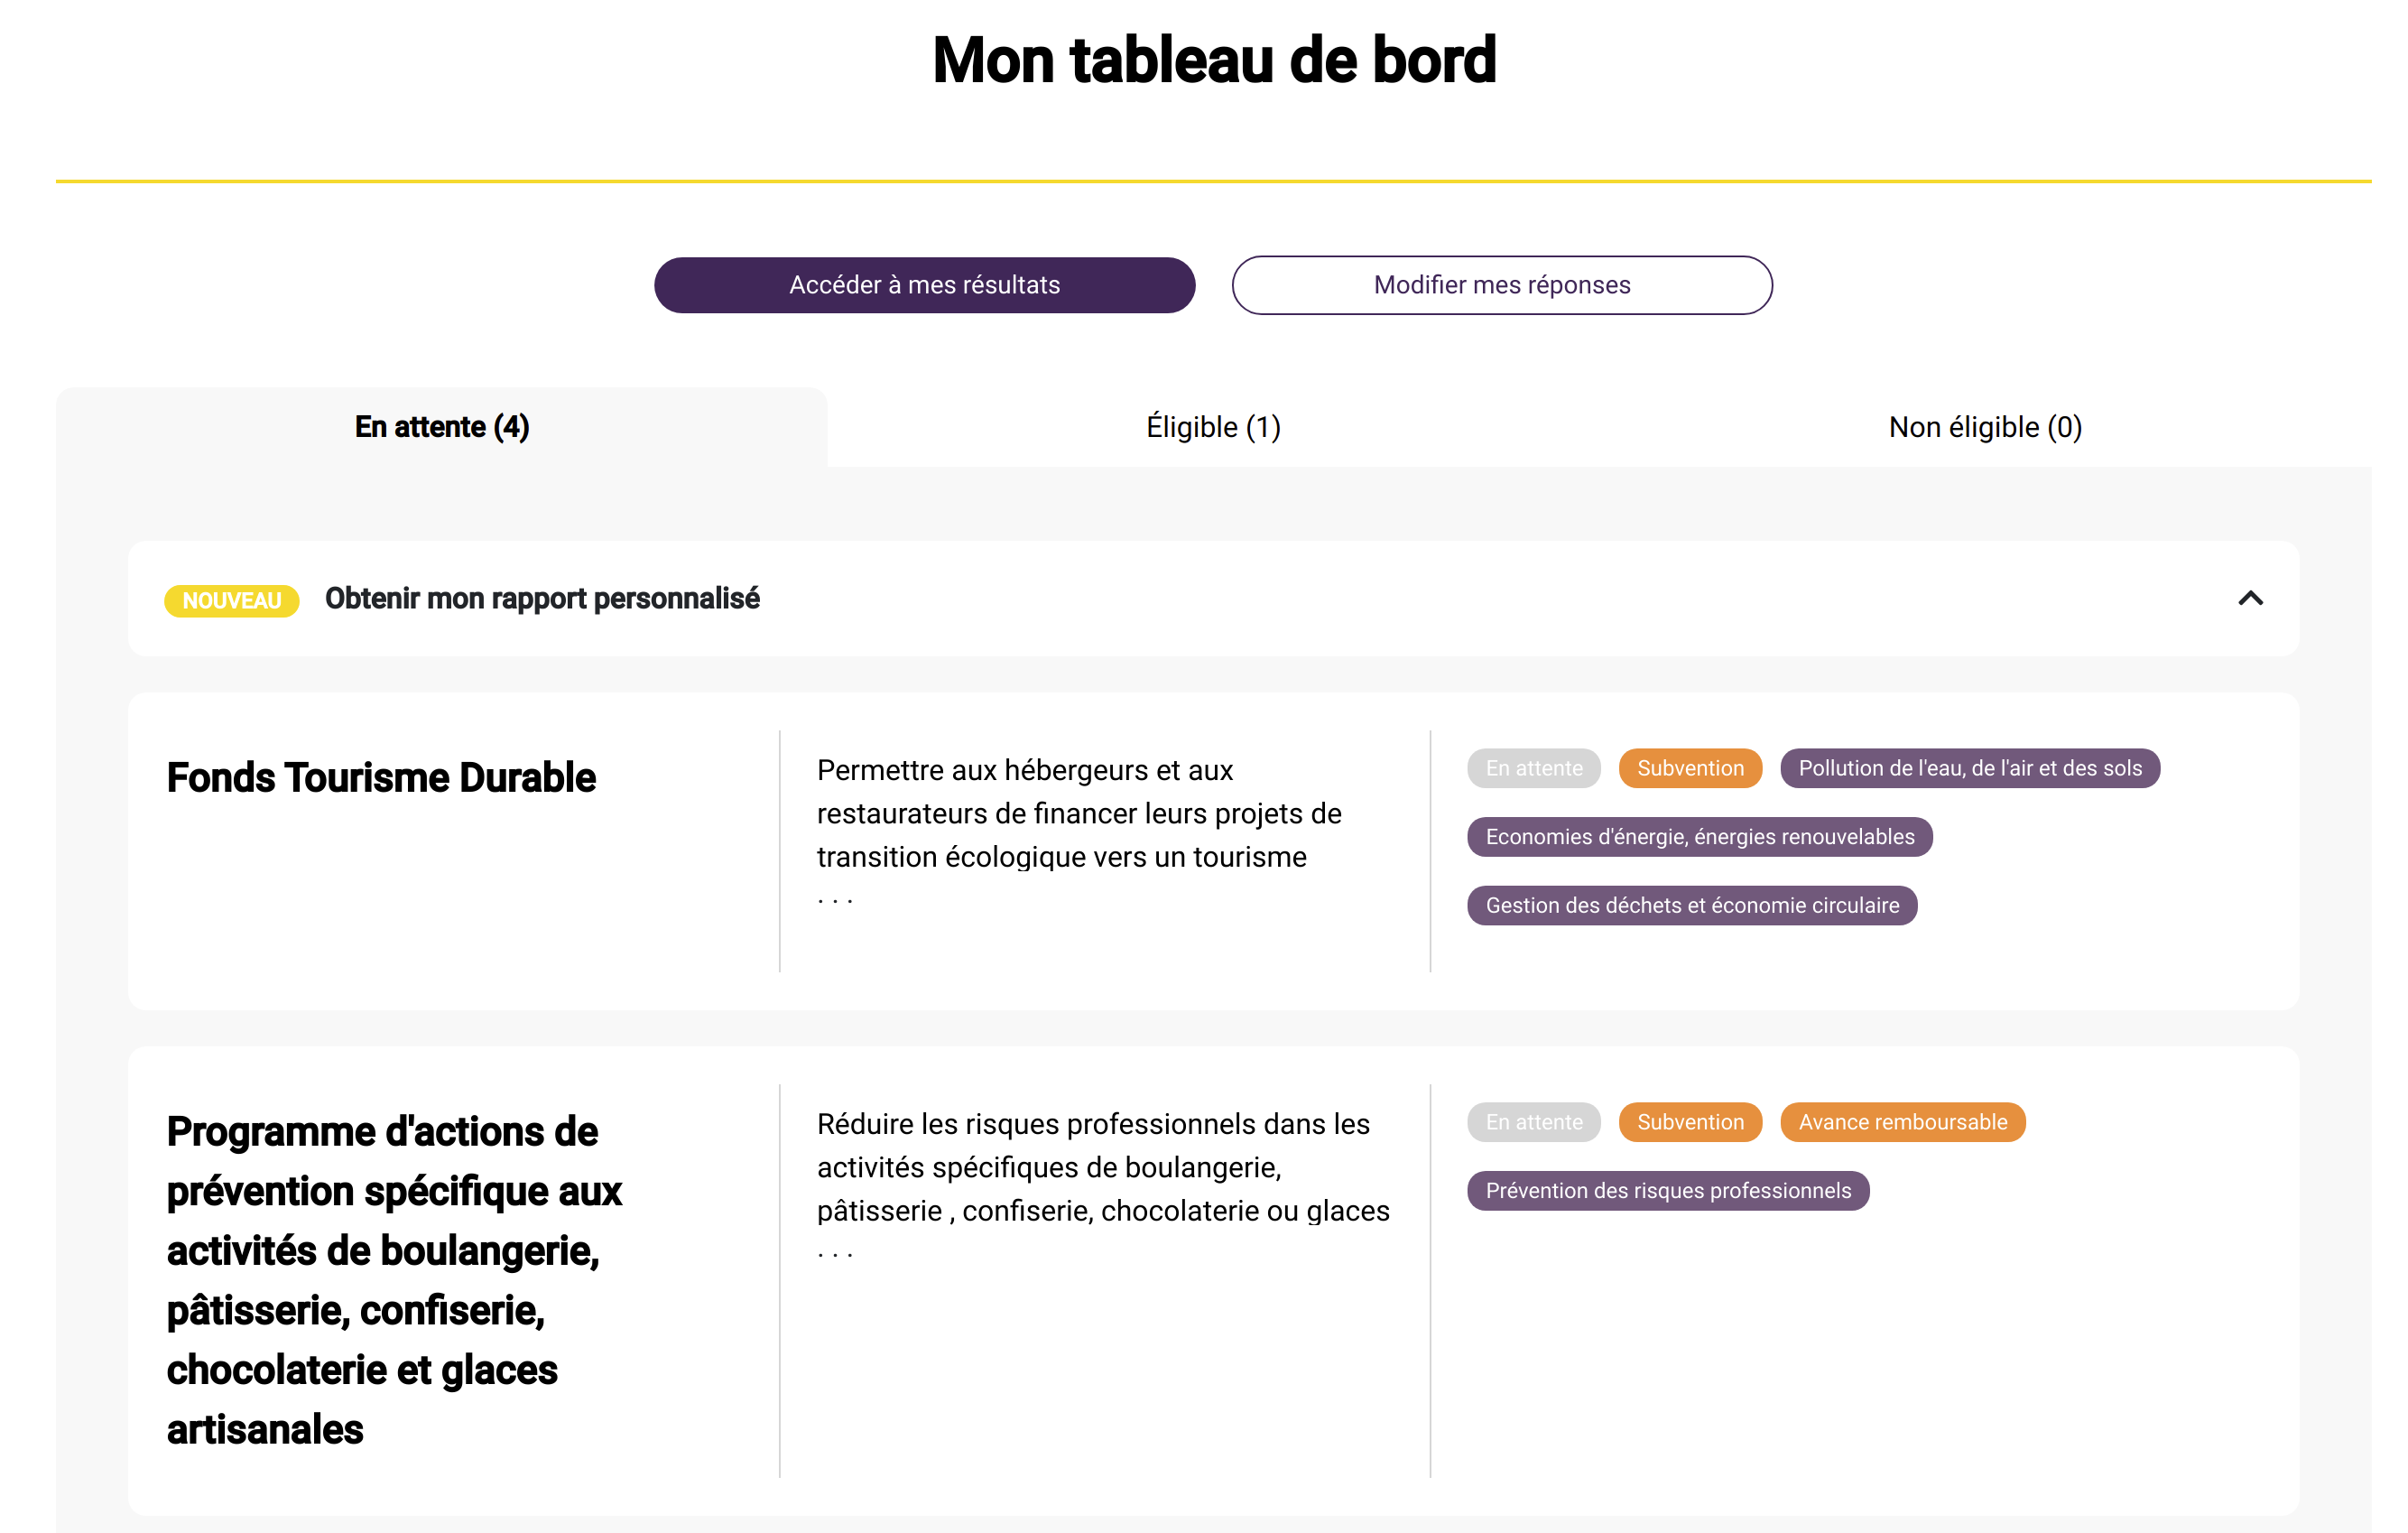 Mon tableau de bord
Accéder à mes résultats
Modifier mes réponses
En attente (4)
Éligible (1)
Non éligible (0)
NOUVEAU
Obtenir mon rapport personnalisé
Fonds Tourisme Durable
Permettre aux hébergeurs et aux
restaurateurs de financer leurs projets de
transition écologique vers un tourisme
...
En attente
Subvention
Pollution de l'eau, de l'air et des sols
Economies d'énergie, énergies renouvelables
Gestion des déchets et économie circulaire
Programme d'actions de
prévention spécifique aux
activités de boulangerie,
pâtisserie, confiserie,
chocolaterie et glaces
artisanales
Réduire les risques professionnels dans les
activités spécifiques de boulangerie,
pâtisserie , confiserie, chocolaterie ou glaces
...
En attente
Subvention
Avance remboursable
Prévention des risques professionnels